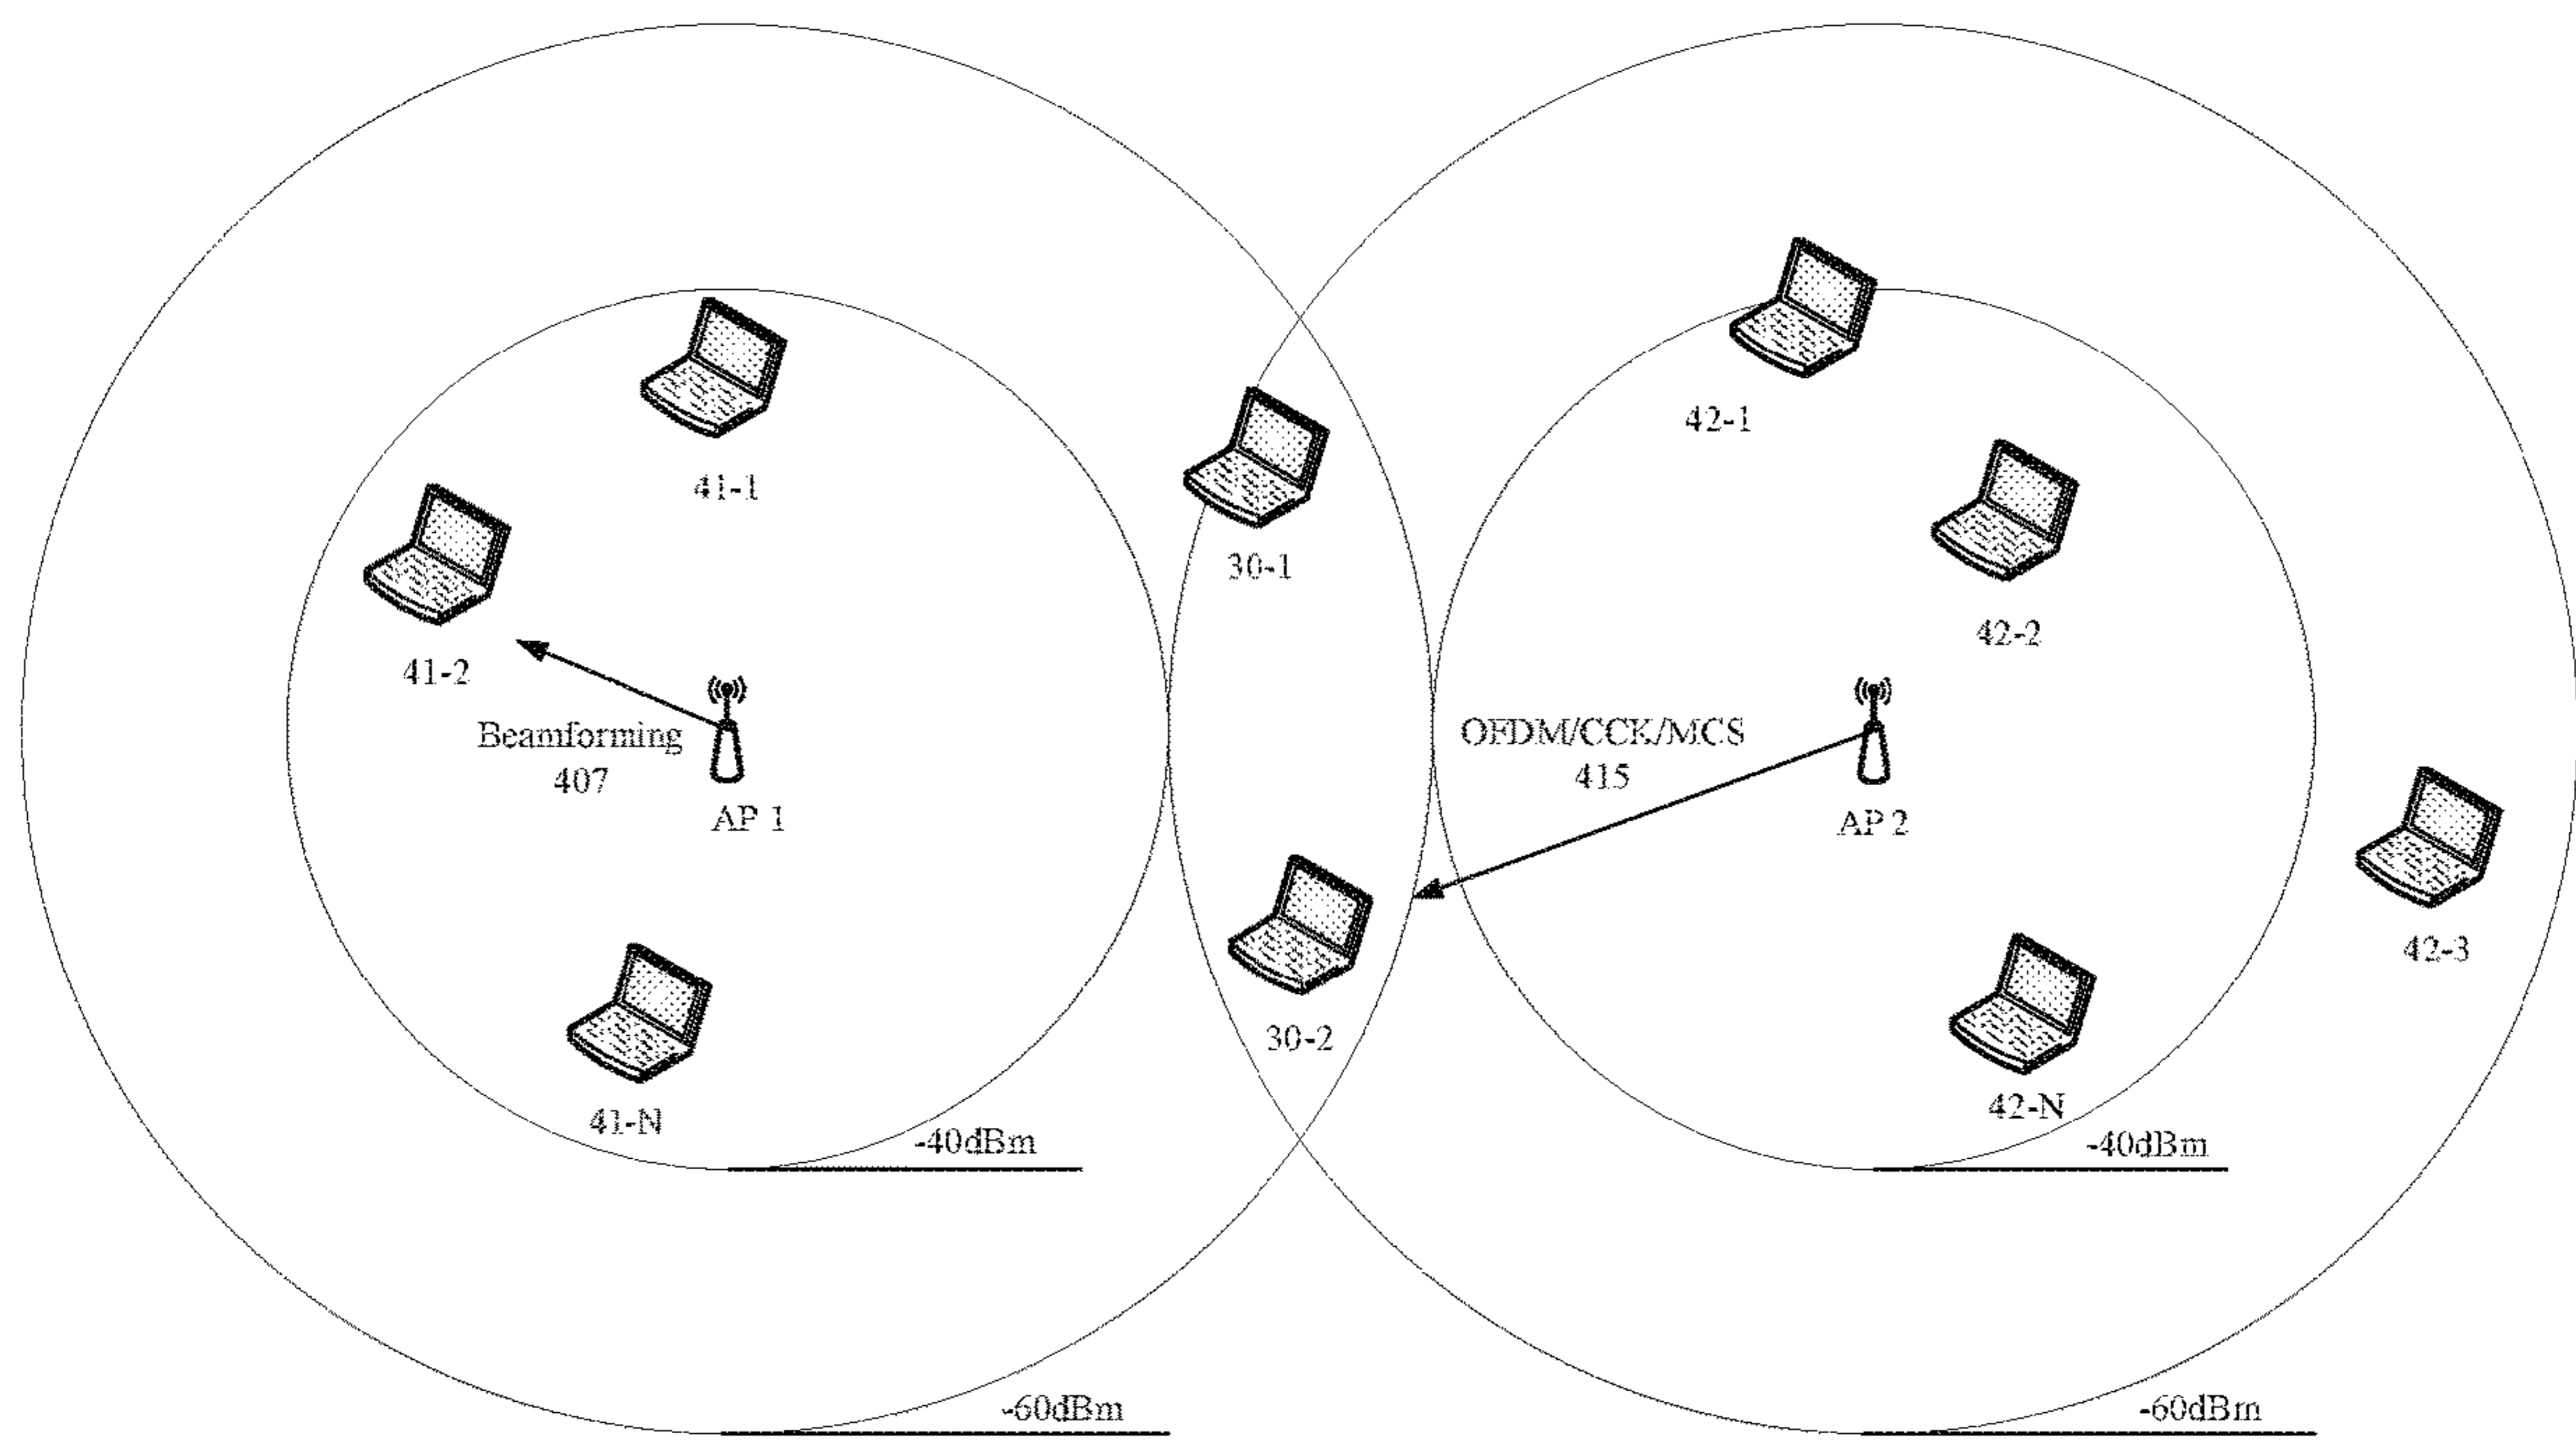 42-1
41-1
30-1
42-2
41-2
Beamforming
407
OFDM/CCK/MCS
415
AP 1
AP 2
42-3
30-2
41-N
42-N
-40dBm
-40dBm
-60dBm
-60dBm